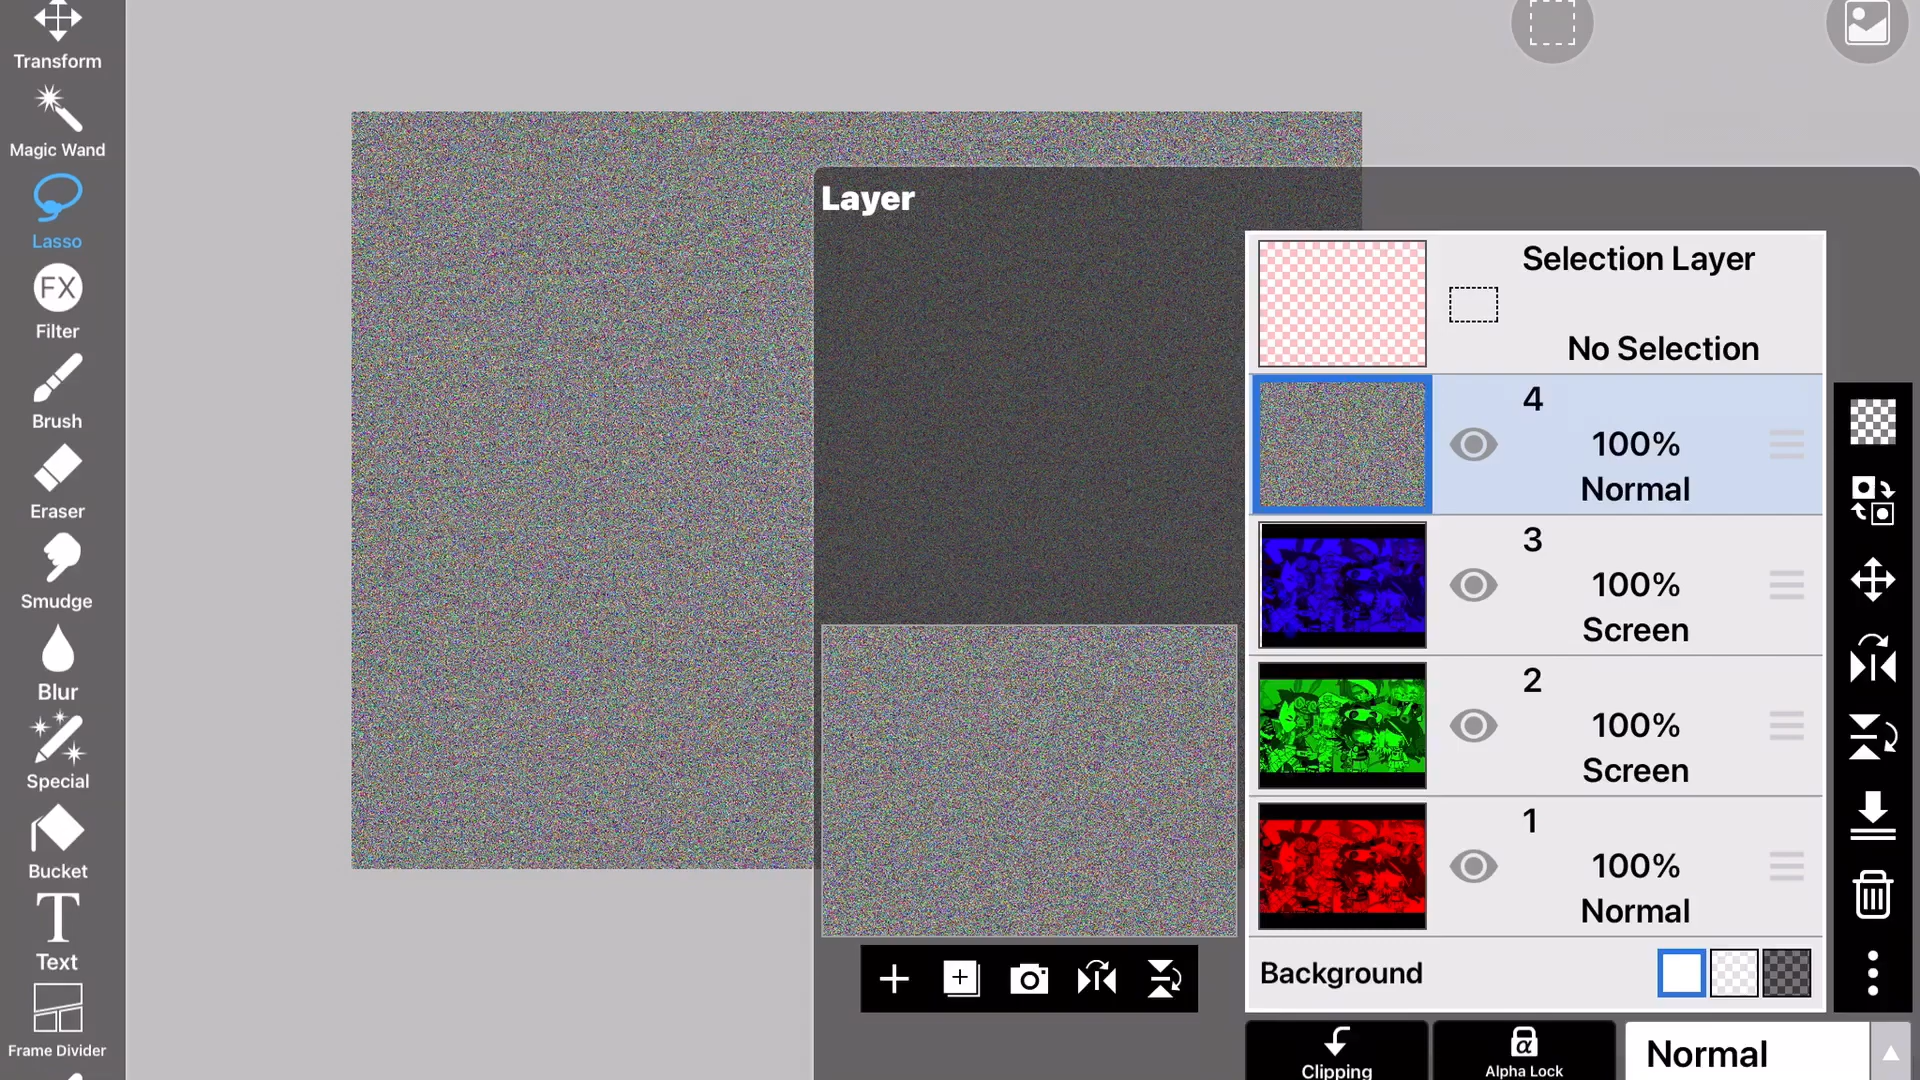 Transform
Magic Wand
Lasso
FX
Filter
Brush
Eraser
Smudge
Blur
Special
Bucket
T
Text
Frame Divider
Layer
Selection Layer
No Selection
4
100%
Normal
3
100%
Screen
2
100%
Screen
1
100%
Normal
Background
Clipping
α
Alpha Lock
Normal